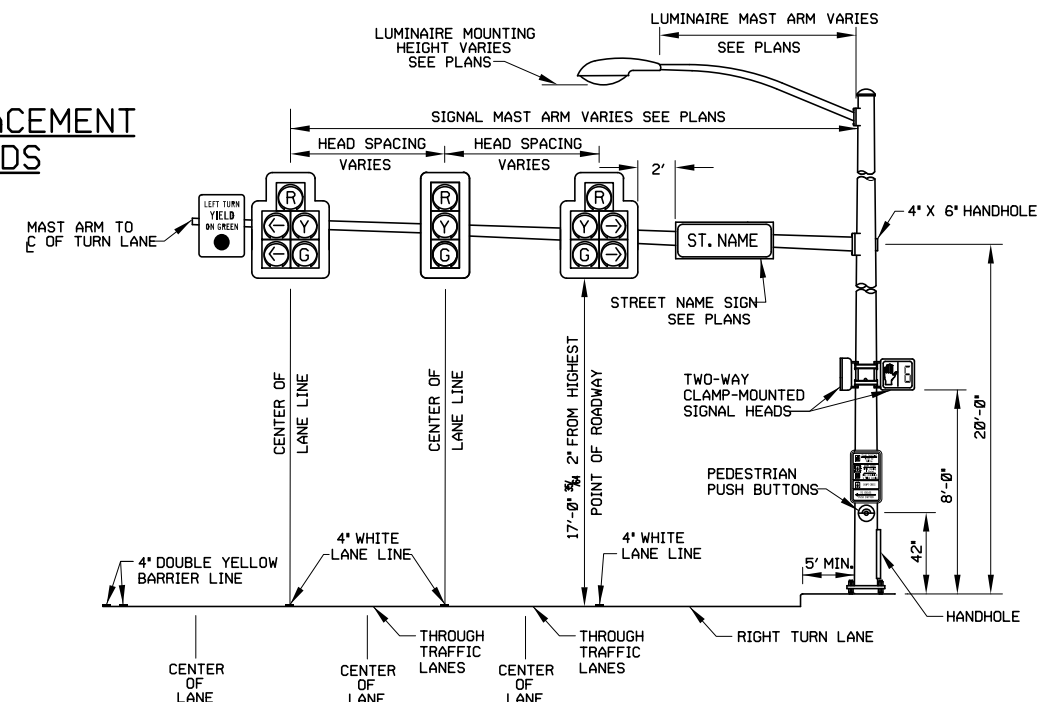 LUMINAIRE MAST ARM VARIES
SEE PLANS
LUMINAIRE MOUNTING
HEIGHT VARIES
SEE PLANS
CEMENT
DS
SIGNAL MAST ARM VARIES SEE PLANS
HEAD SPACING
VARIES
HEAD SPACING
VARIES
2'
LEFT TURN
YIELD
ON GREEN
R
Y
G
R
Y
G
R
Y
G
MAST ARM TO
℄ OF TURN LANE
ST. NAME
4" X 6" HANDHOLE
STREET NAME SIGN
SEE PLANS
CENTER OF
LANE LINE
CENTER OF
LANE LINE
17'-0" 2" FROM HIGHEST
POINT OF ROADWAY
TWO-WAY
CLAMP-MOUNTED
SIGNAL HEADS
20'-0"
8'-0"
PEDESTRIAN
PUSH BUTTONS
42"
5' MIN.
4" DOUBLE YELLOW
BARRIER LINE
4" WHITE
LANE LINE
4" WHITE
LANE LINE
HANDHOLE
THROUGH
TRAFFIC
LANES
THROUGH
TRAFFIC
LANES
RIGHT TURN LANE
CENTER
OF
LANE
CENTER
OF
LANE
CENTER
OF
LANE